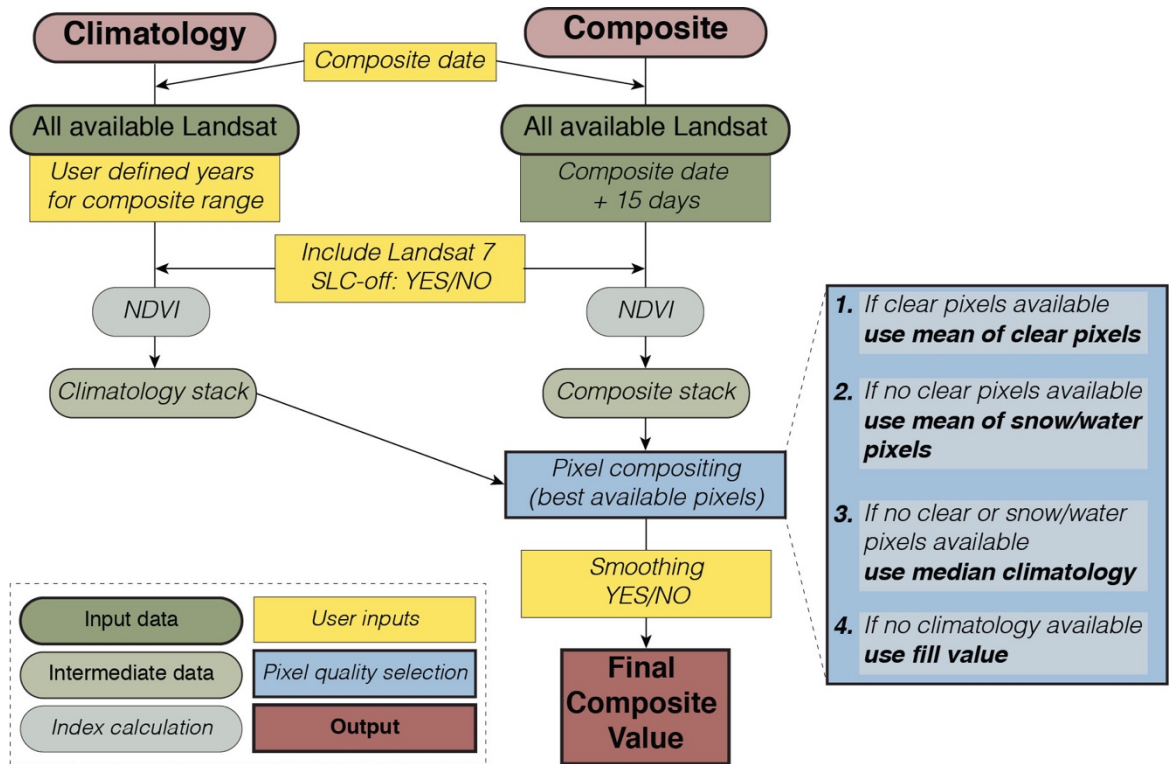 Climatology
Composite
Composite date
All available Landsat
User defined years
for composite range
All available Landsat
Composite date
+ 15 days
Include Landsat 7
SLC-off: YES/NO
NDVI
NDVI
Climatology stack
Composite stack
Pixel compositing
(best available pixels)
Smoothing
YES/NO
Final
Composite
Value
1. If clear pixels available
use mean of clear pixels
2. If no clear pixels available
use mean of snow/water
pixels
3. If no clear or snow/water
pixels available
use median climatology
4. If no climatology available
use fill value
Input data
User inputs
Intermediate data
Pixel quality selection
Index calculation
Output